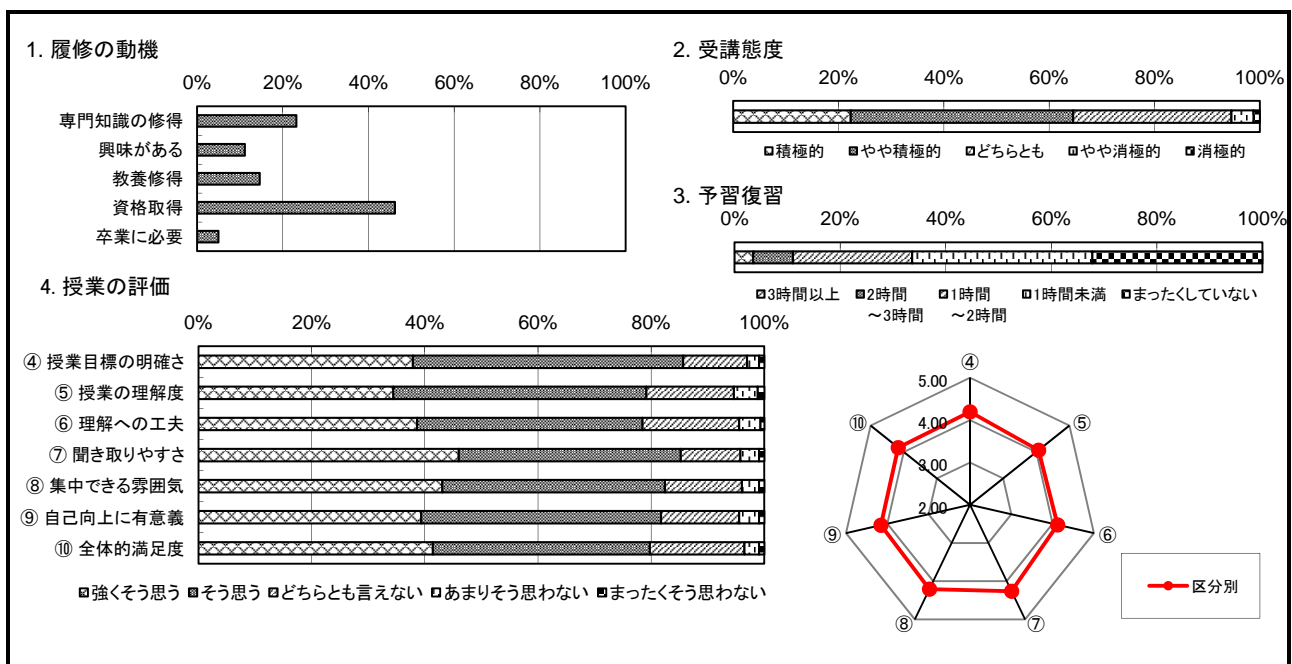 1. 履修の動機
0% 20% 40% 60% 80% 100%
専門知識の修得
興味がある
教養修得
資格取得
卒業に必要
2. 受講態度
0% 20% 40% 60% 80% 100%
積極的 やや積極的 どちらとも やや消極的 消極的
3. 予習復習
0% 20% 40% 60% 80% 100%
3時間以上 2時間 1時間 1時間未満 まったくしていない
～3時間 ～2時間
4. 授業の評価
0% 20% 40% 60% 80% 100%
④ 授業目標の明確さ
⑤ 授業の理解度
⑥ 理解への工夫
⑦ 聞き取りやすさ
⑧ 集中できる雰囲気
⑨ 自己向上に有意義
⑩ 全体的満足度
強くそう思う そう思う どちらとも言えない あまりそう思わない まったくそう思わない
④
5.00
⑩ ⑤
4.00
3.00
2.00
⑨ ⑥
⑧ ⑦
区分別